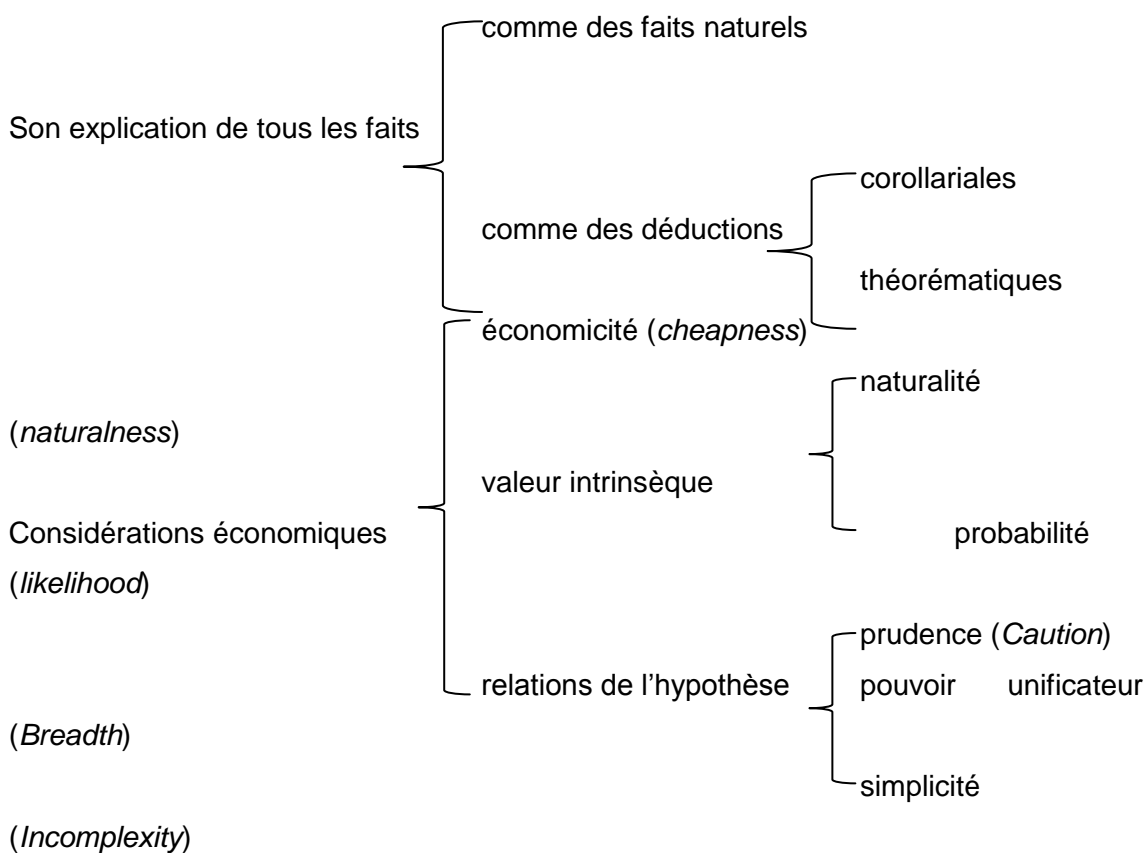 comme des faits naturels
Son explication de tous les faits
corollariales
comme des déductions
théorématiques
économicité (cheapness)
naturalité
(naturalness)
valeur intrinsèque
Considérations économiques
probabilité
(likelihood)
prudence (Caution)
relations de l'hypothèse
pouvoir unificateur
(Breadth)
simplicité
(Incomplexity)